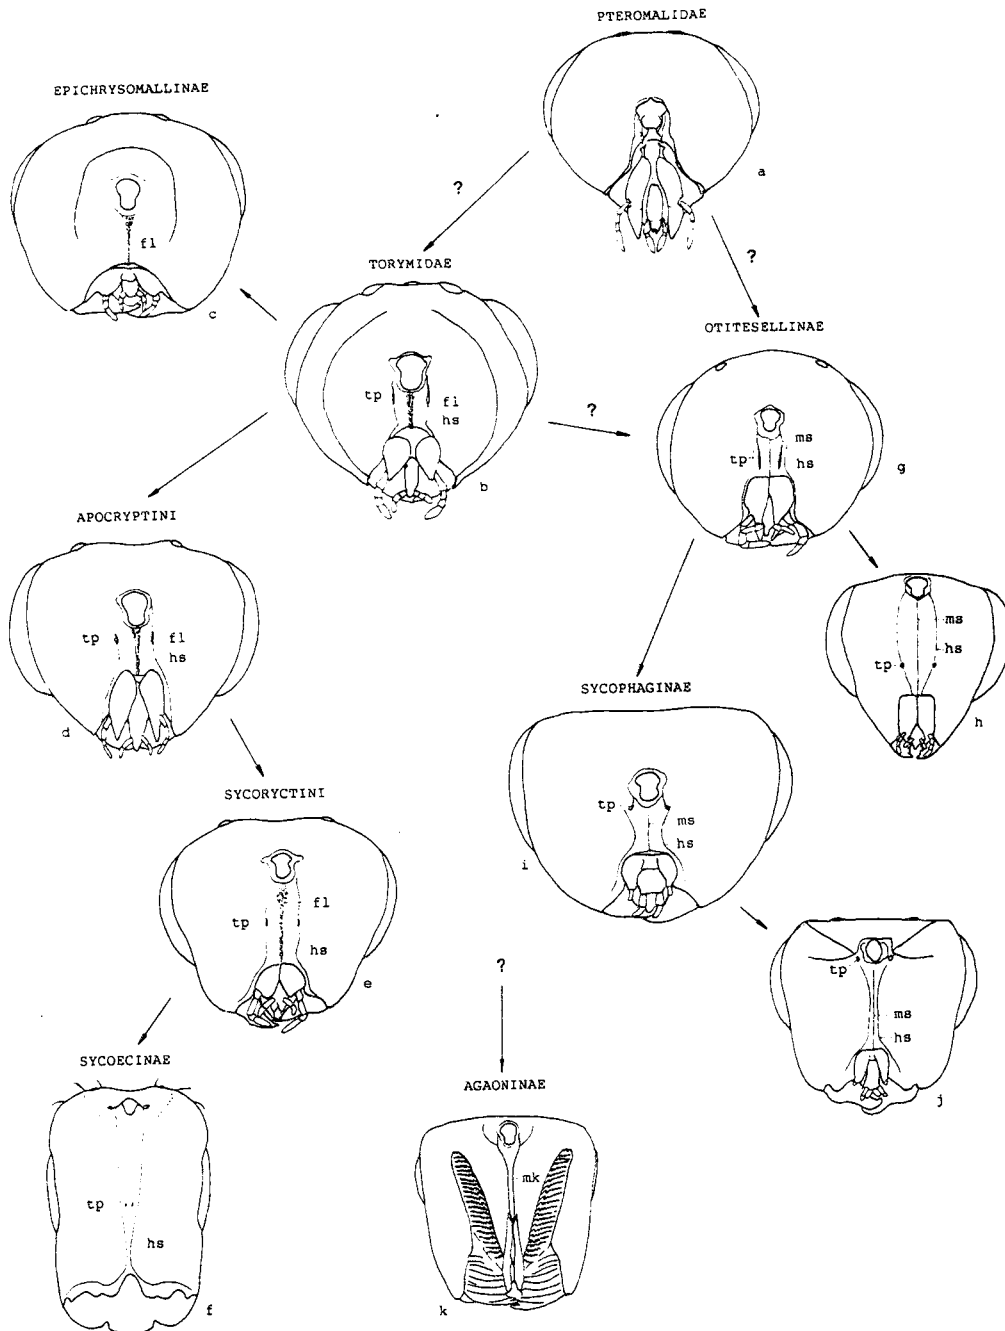 PTEROMALIDAE
a
EPICHRYSOMALLINAE
fl
c
?
?
TORYMIDAE
tp
fl
hs
b
?
OTITESELLINAE
ms
tp
hs
g
APOCRYPTINI
tp
fl
hs
d
ms
hs
tp
h
SYCOPHAGINAE
tp
ms
hs
i
SYCORYCTINI
fl
tp
hs
e
tp
ms
hs
j
?
SYCOECINAE
tp
hs
f
AGAONINAE
mk
k